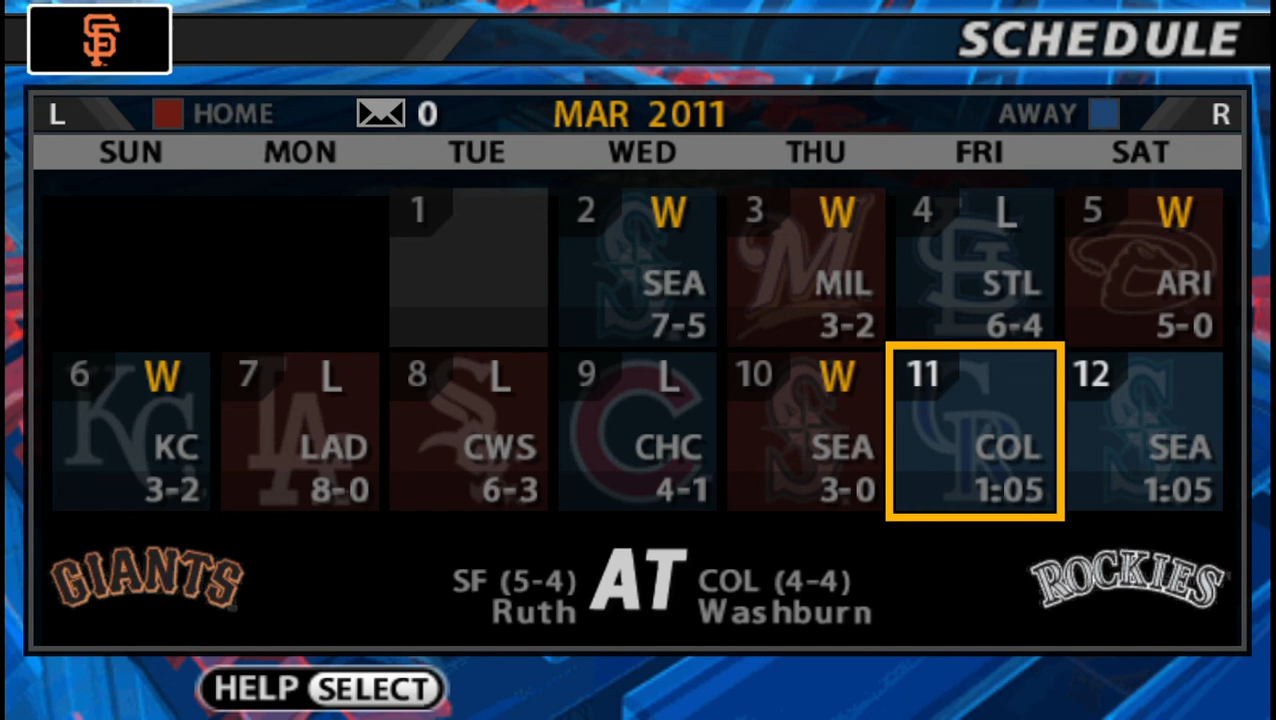 SF
SCHEDULE
L HOME 0 MAR 2011 AWAY R
SUN MON TUE WED THU FRI SAT
1 2 W 3 W 4 L 5 W
SEA MIL STL ARI
7-5 3-2 6-4 5-0
6 W 7 L 8 L 9 L 10 W 11 12
KC LAD CWS CHC SEA COL SEA
3-2 8-0 6-3 4-1 3-0 1:05 1:05
GIANTS SF (5-4) AT COL (4-4) ROCKIES
Ruth Washburn
HELP SELECT